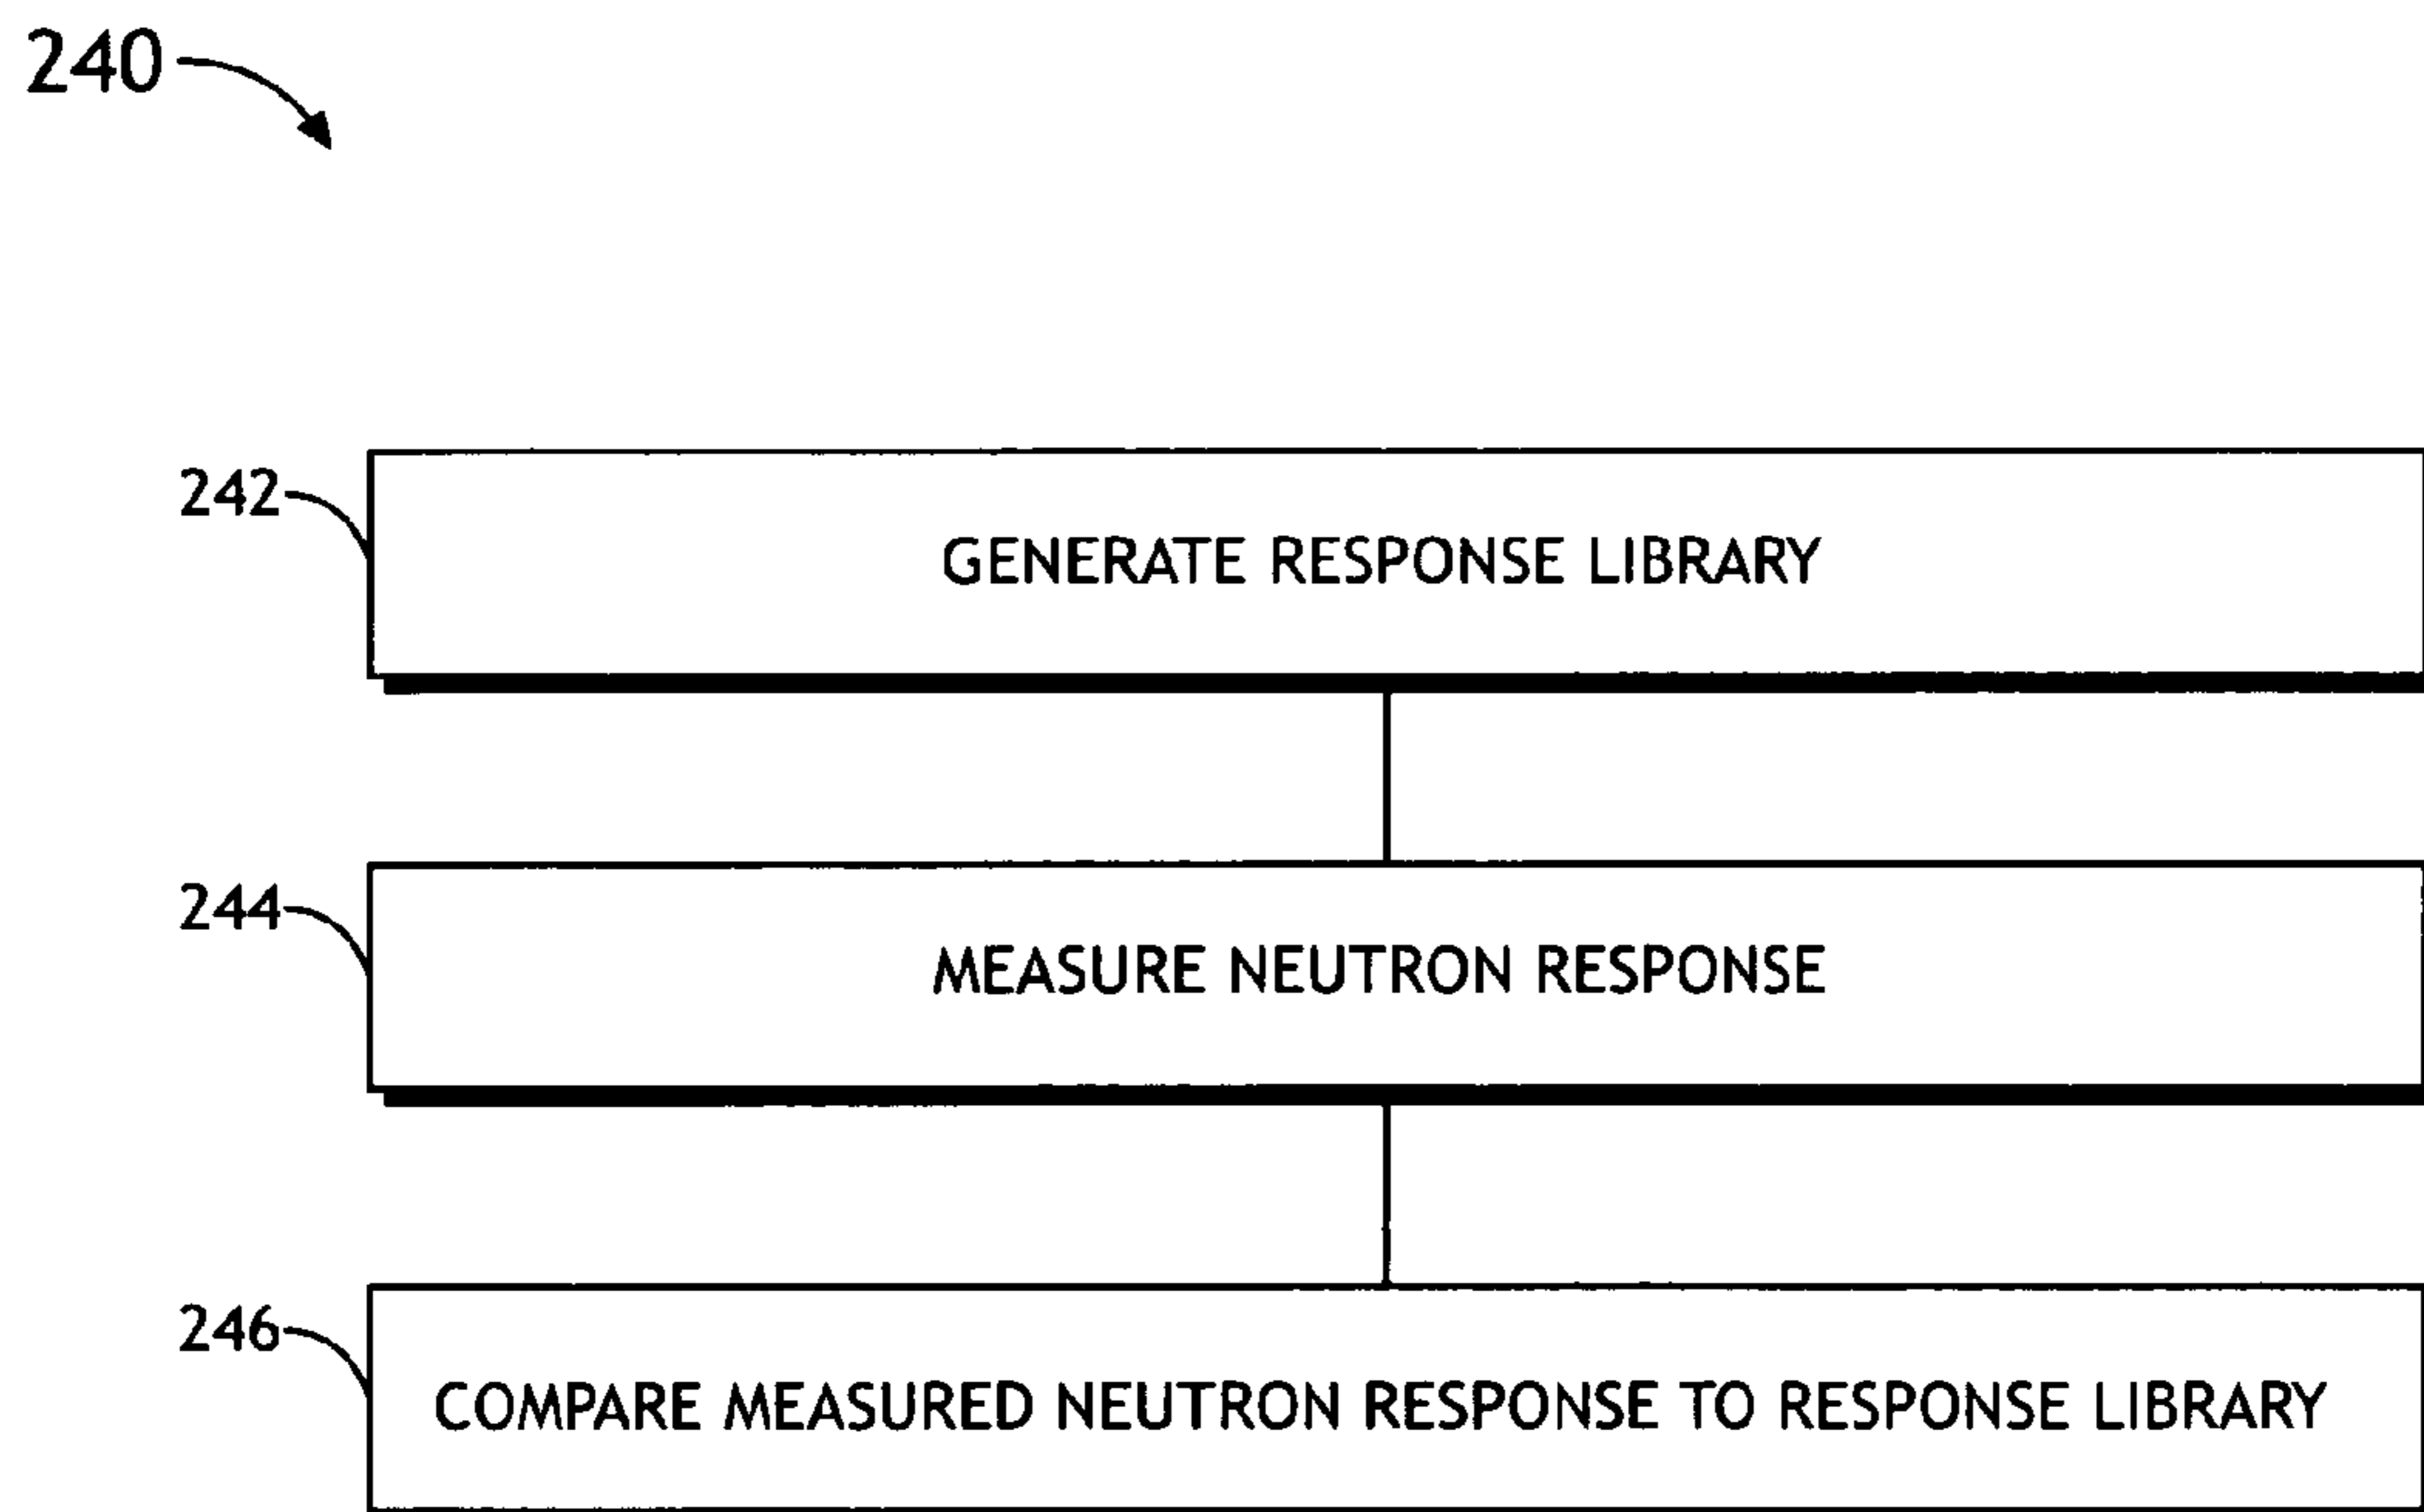 240
242
GENERATE RESPONSE LIBRARY
244
MEASURE NEUTRON RESPONSE
246
COMPARE MEASURED NEUTRON RESPONSE TO RESPONSE LIBRARY